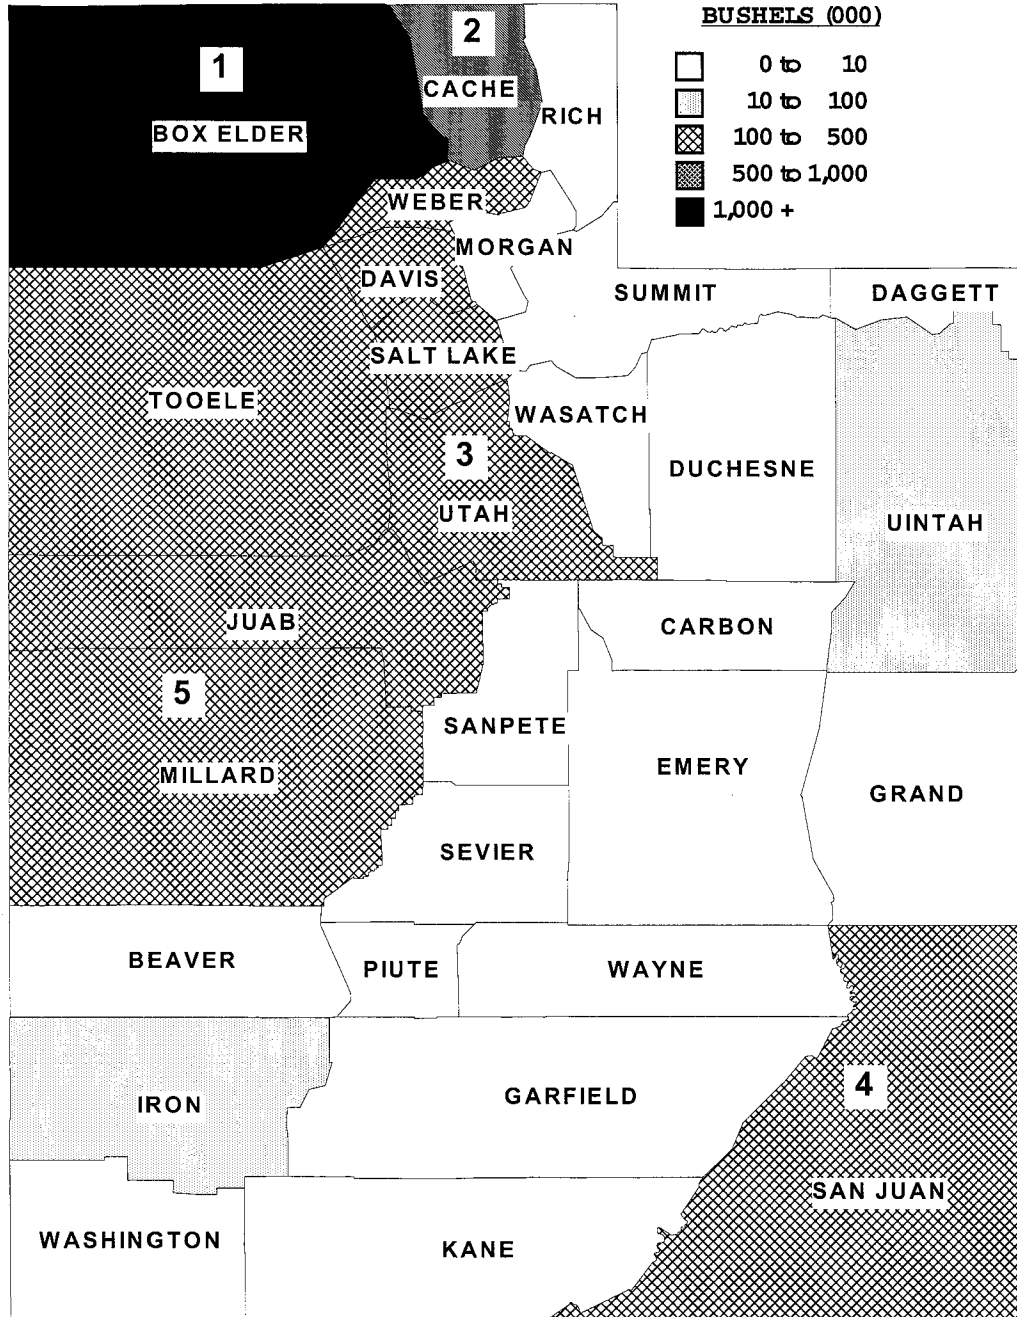 BUSHELS (000)
0 to 10
10 to 100
100 to 500
500 to 1,000
1,000 +
1
2
CACHE
BOX ELDER
RICH
WEBER
MORGAN
DAVIS
SUMMIT
DAGGETT
SALT LAKE
TOOELE
WASATCH
3
DUCHESNE
UTAH
UINTAH
JUAB
CARBON
5
SANPETE
MILLARD
EMERY
GRAND
SEVIER
BEAVER
PIUTE
WAYNE
4
IRON
GARFIELD
SAN JUAN
WASHINGTON
KANE